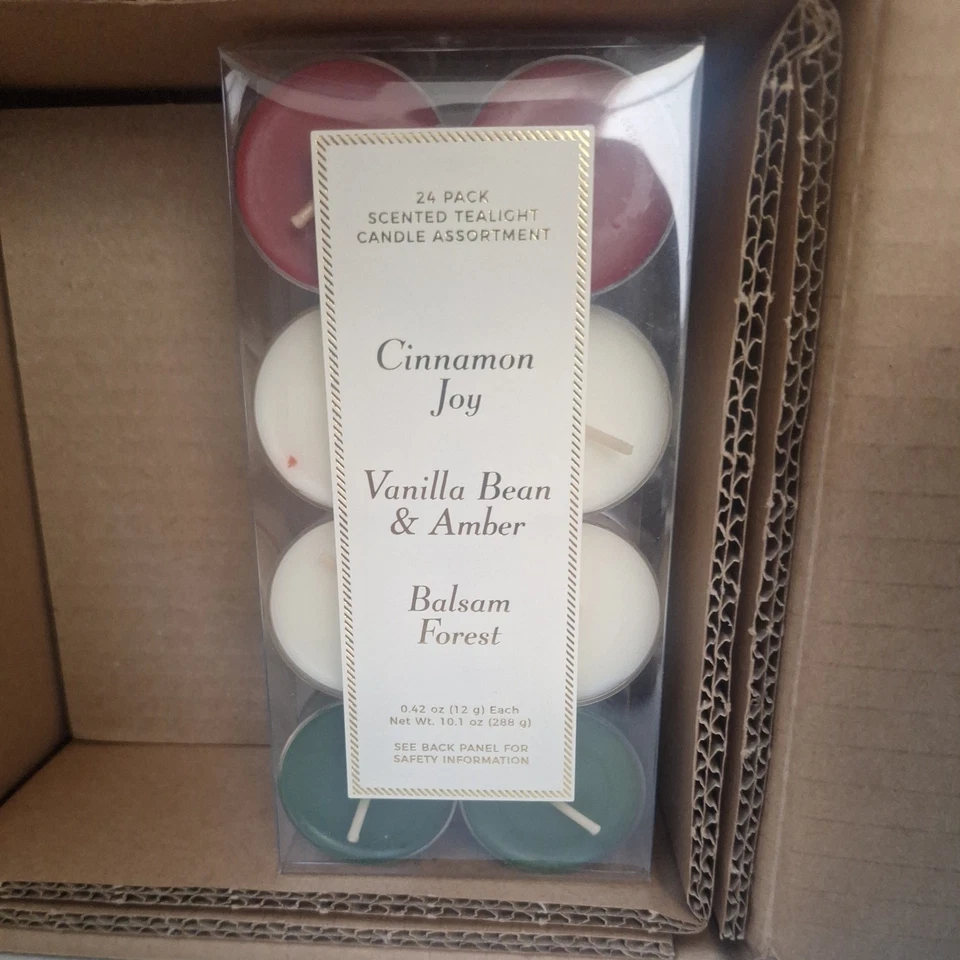 24 PACK
SCENTED TEALIGHT
CANDLE ASSORTMENT
Cinnamon
Joy
Vanilla Bean
& Amber
Balsam
Forest
0.42 oz (12 g) Each
Net Wt. 10.1 oz (288 g)
SEE BACK PANEL FOR
SAFETY INFORMATION